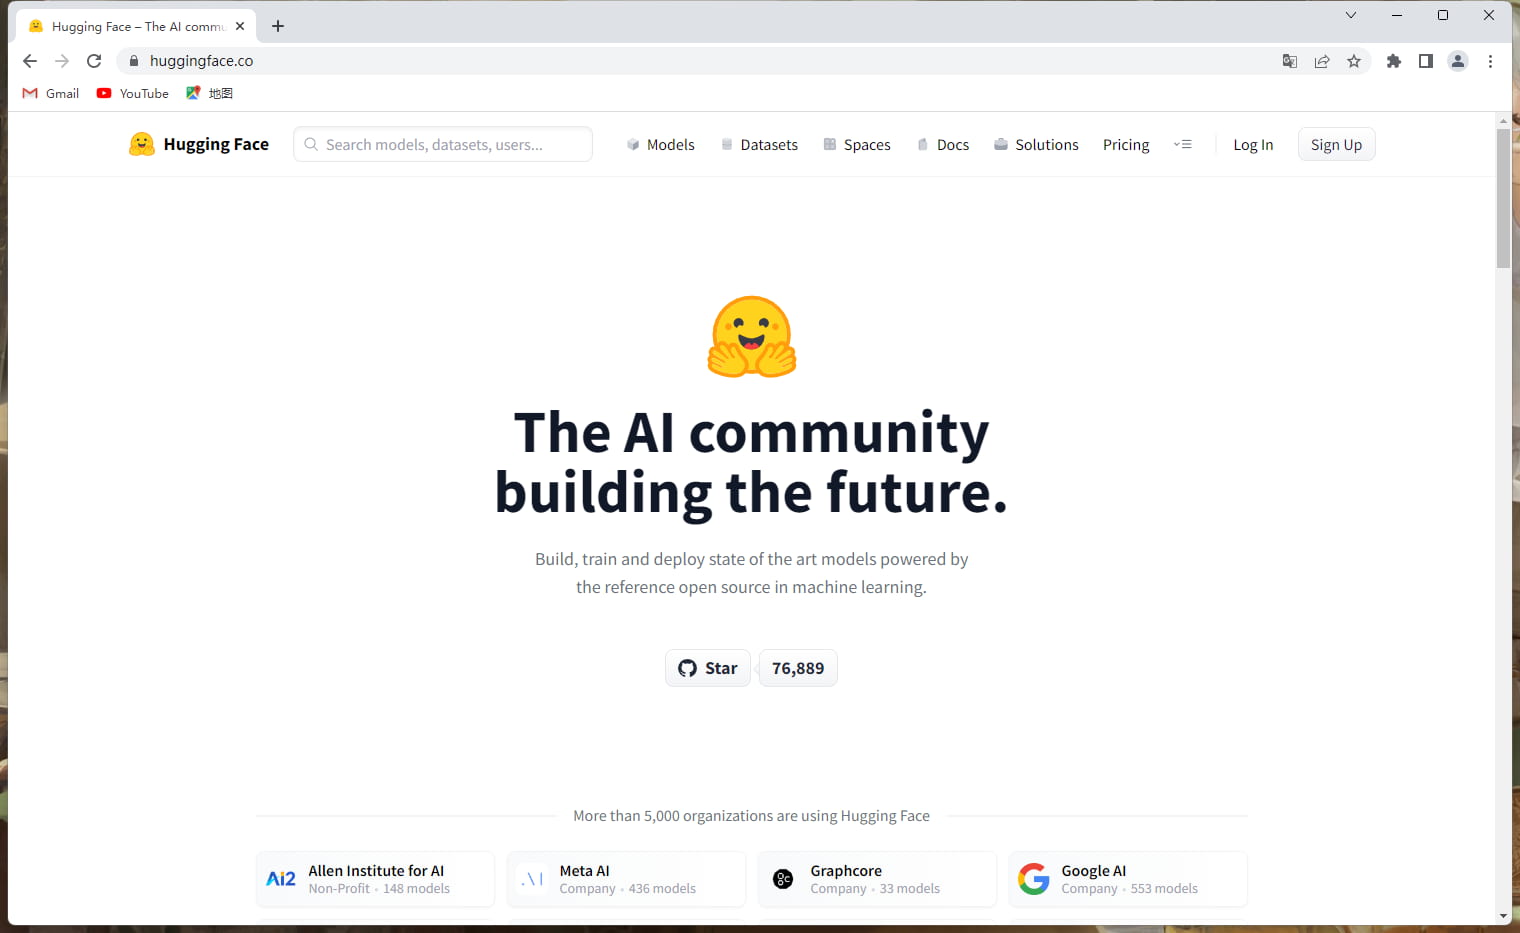 Hugging Face – The AI commu
huggingface.co
Gmail YouTube 地图
Hugging Face Search models, datasets, users... Models Datasets Spaces Docs Solutions Pricing Log In Sign Up
The AI community
building the future.
Build, train and deploy state of the art models powered by
the reference open source in machine learning.
Star 76,889
More than 5,000 organizations are using Hugging Face
Ai2 Allen Institute for AI Meta AI Graphcore Google AI
Non-Profit • 148 models Company • 436 models Company • 33 models Company • 553 models